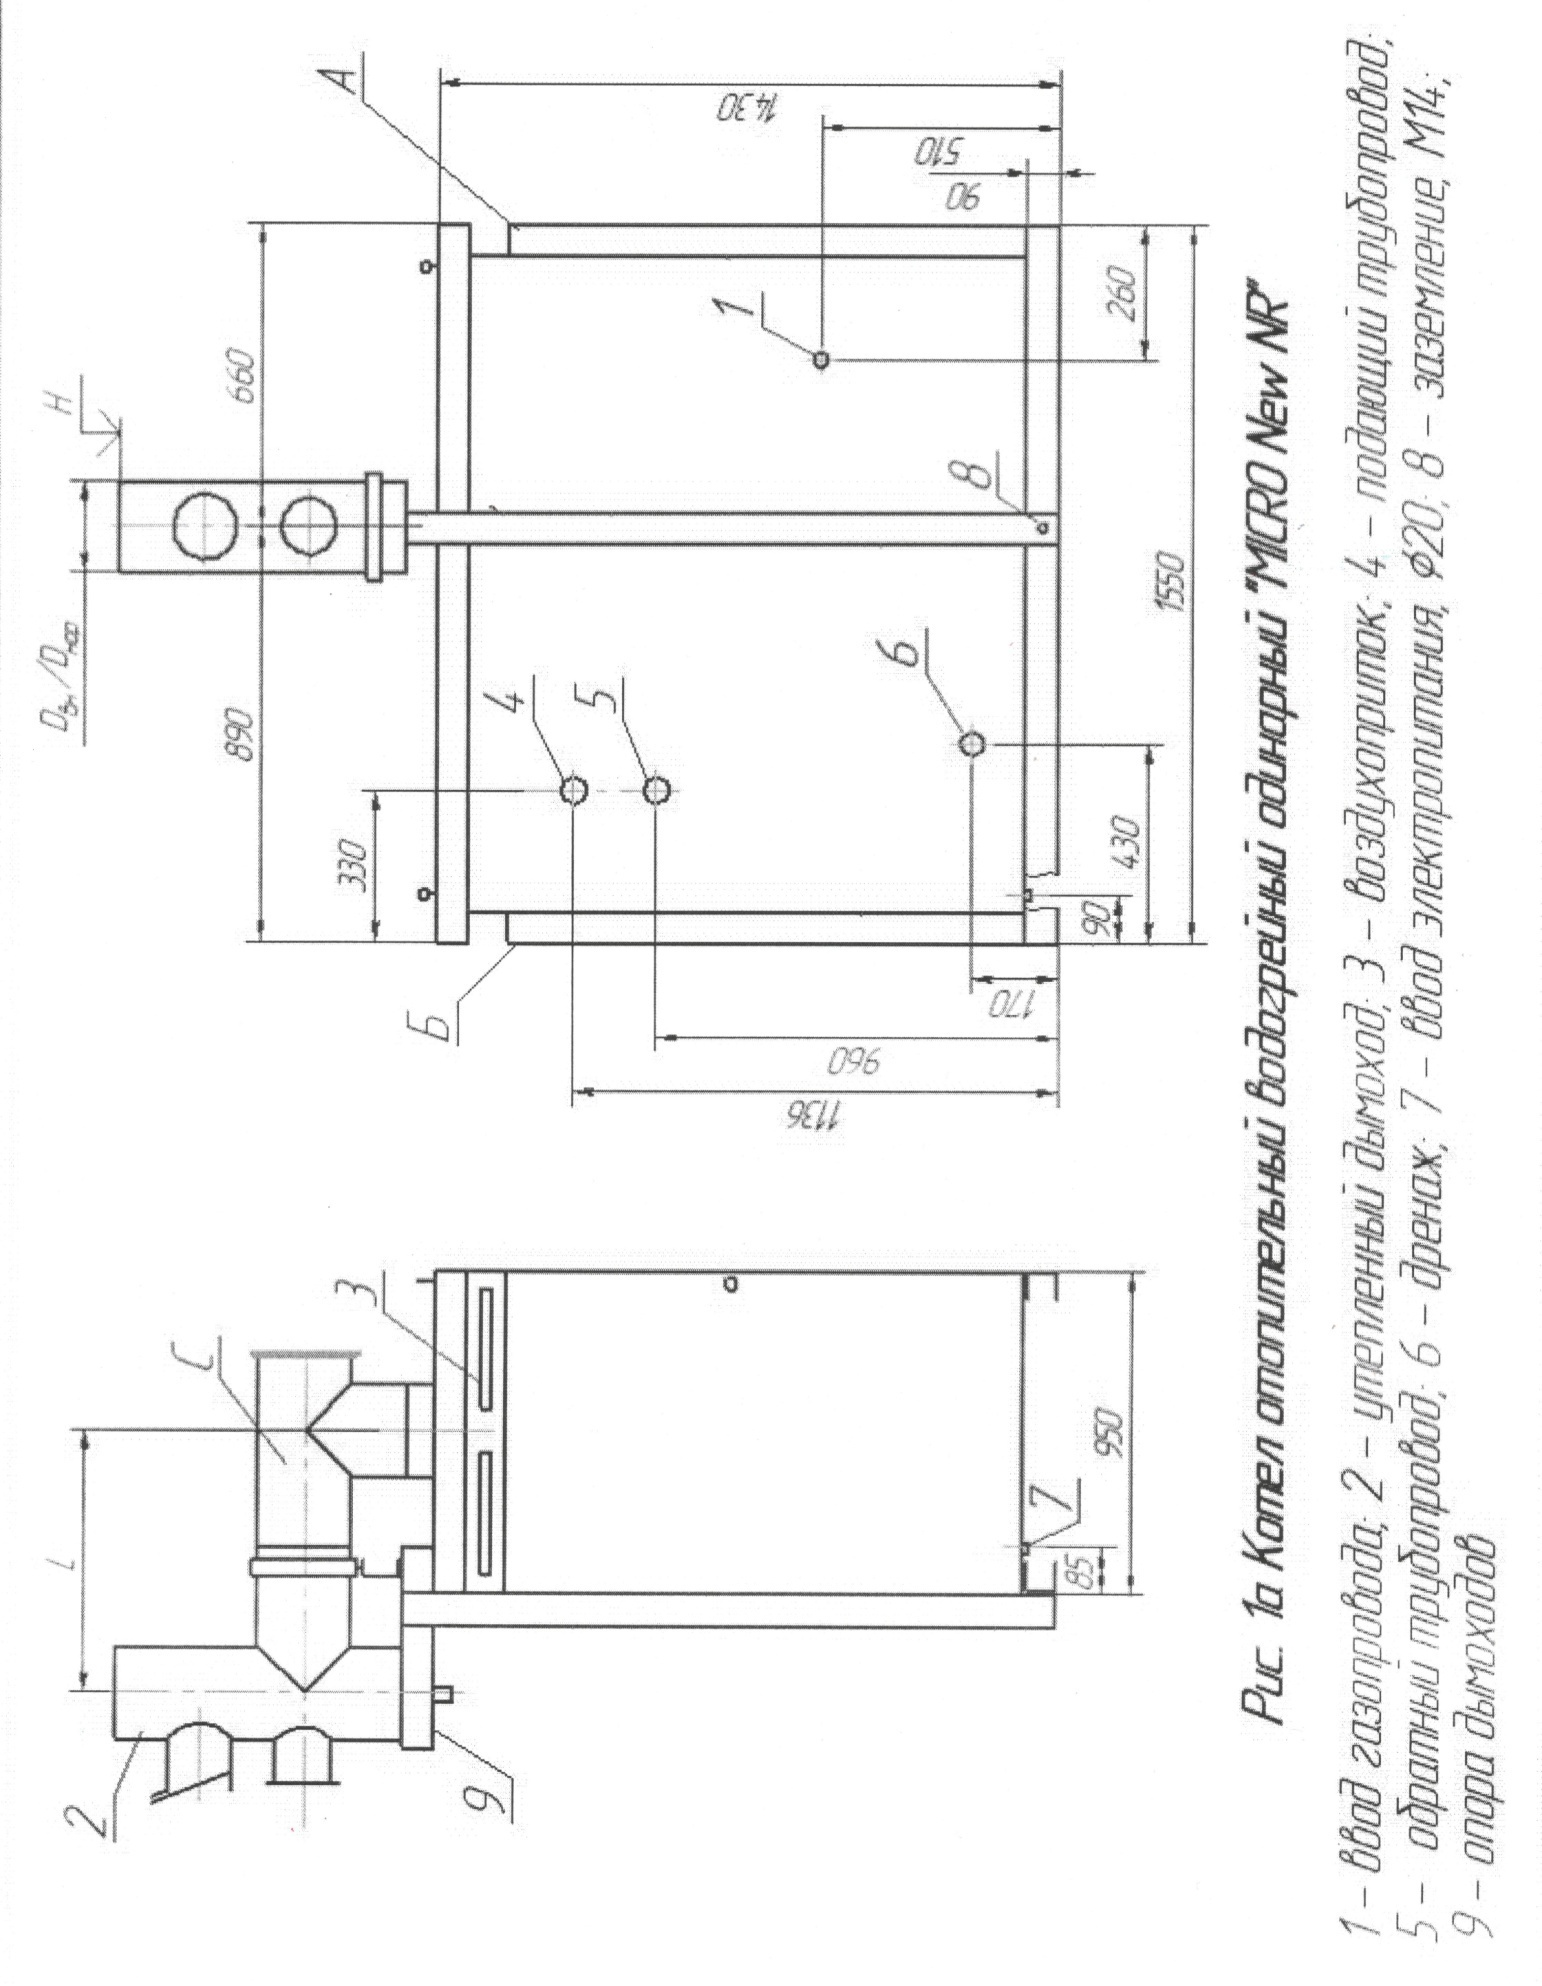 2
9
L
С
3
7
85
950
Dвн/Dнар
H
890
660
330
Б
А
4
5
6
1
8
1136
960
170
90
430
1550
260
90
510
1430
Рис. 1а Котел отопительный водогрейный одинарный "MICRO New NR"
1 – ввод газопровода; 2 – утепленный дымоход; 3 – воздухоприток; 4 – подающий трубопровод;
5 – обратный трубопровод; 6 – дренаж; 7 – ввод электропитания, ϕ20; 8 – заземление, М14;
9 – опора дымоходов